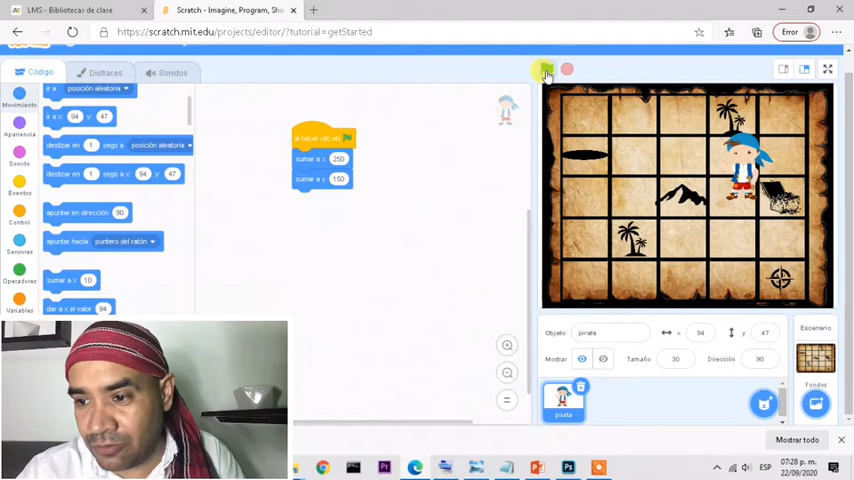 LMS - Bibliotecas de clase
Scratch - Imagine, Program, Sh
https://scratch.mit.edu/projects/editor/?tutorial=getStarted
Error
Código
Disfraces
Sonidos
Movimiento
Apariencia
Sonido
Eventos
Control
Sensores
Operadores
Variables
ir a posición aleatoria
ir a x: 94 y: 47
deslizar en 1 segs a posición aleatoria
deslizar en 1 segs a x: 94 y: 47
apuntar en dirección 90
apuntar hacia puntero del ratón
sumar a x 10
dar a x el valor 94
al hacer clic en
sumar a x 250
sumar a y 150
Objeto pirata x 94 y 47
Mostrar Tamaño 30 Dirección 90
pirata
Escenario
Fondos
Mostrar todo
ESP
07:28 p. m.
22/09/2020